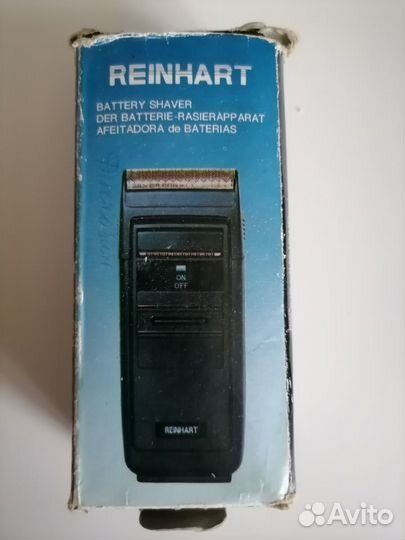 REINHART
BATTERY SHAVER
DER BATTERIE-RASIERAPPARAT
AFEITADORA de BATERIAS
ON
OFF
REINHART
Avito